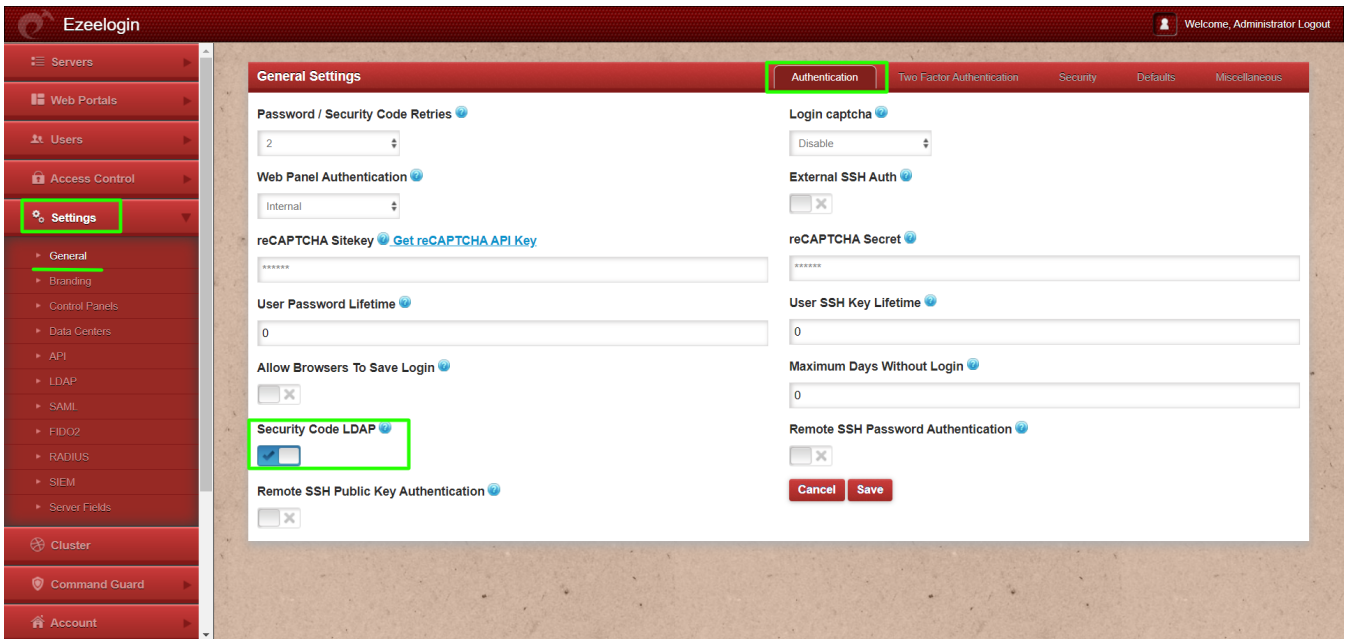 Ezeelogin
Welcome, Administrator Logout
Servers
Web Portals
Users
Access Control
Settings
General
Branding
Control Panels
Data Centers
API
LDAP
SAML
FIDO2
RADIUS
SIEM
Server Fields
Cluster
Command Guard
Account
General Settings
Authentication
Two Factor Authentication
Security
Defaults
Miscellaneous
Password / Security Code Retries
2
Login captcha
Disable
Web Panel Authentication
Internal
External SSH Auth
reCAPTCHA Sitekey Get reCAPTCHA API Key
******
reCAPTCHA Secret
******
User Password Lifetime
0
User SSH Key Lifetime
0
Allow Browsers To Save Login
Maximum Days Without Login
0
Security Code LDAP
Remote SSH Password Authentication
Remote SSH Public Key Authentication
Cancel
Save